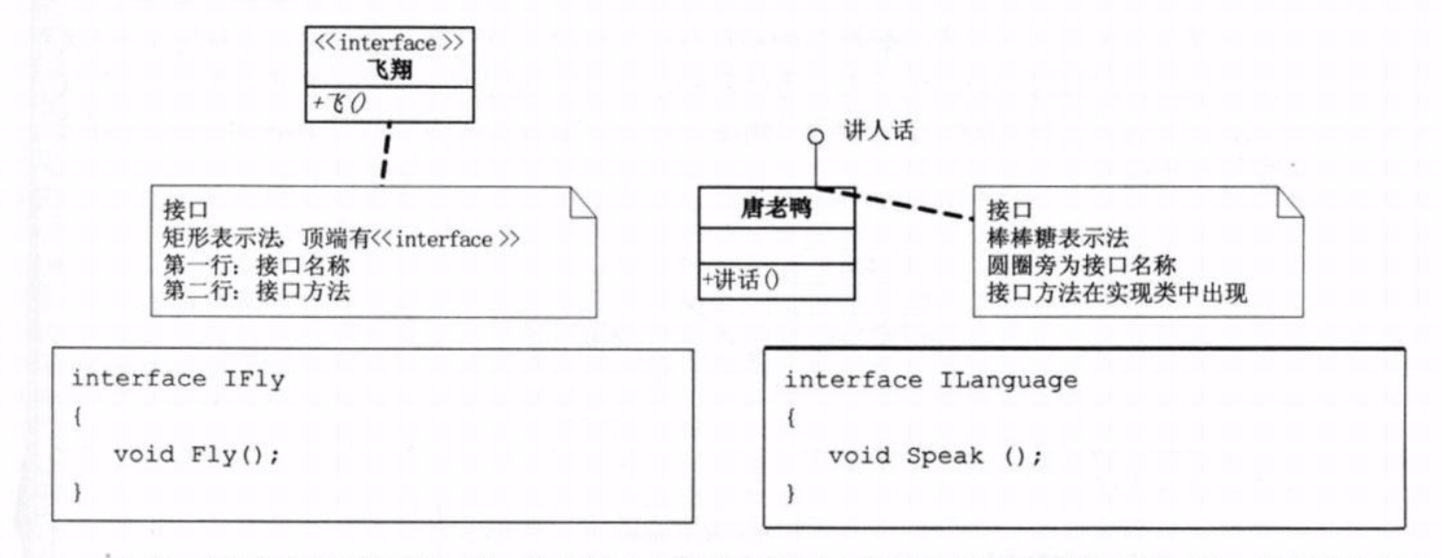 <<interface>>
飞翔
+飞()
讲人话
接口
矩形表示法，顶端有<<interface>>
第一行：接口名称
第二行：接口方法
唐老鸭
+讲话()
接口
棒棒糖表示法
圆圈旁为接口名称
接口方法在实现类中出现
interface IFly
{
void Fly();
}
interface ILanguage
{
void Speak ();
}